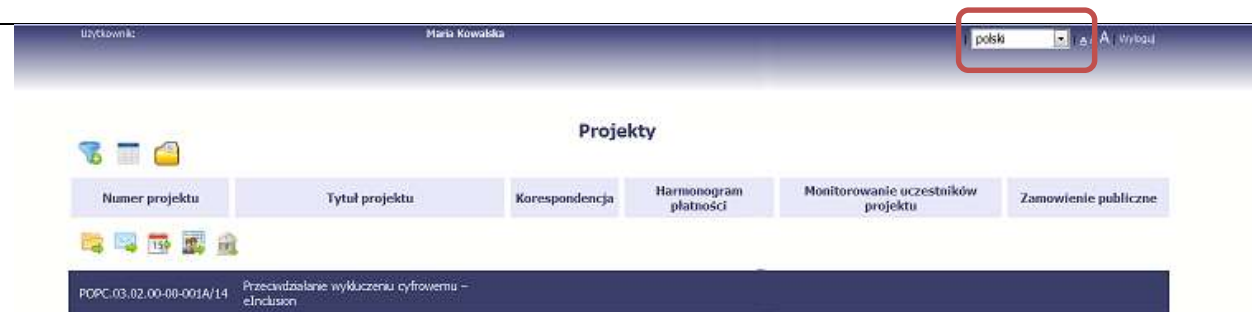 Użytkownik: Maria Kowalska | polski | A A | Wyloguj
Projekty
Numer projektu Tytuł projektu Korespondencja Harmonogram płatności Monitorowanie uczestników projektu Zamowienie publiczne
POPC.03.02.00-00-001A/14 Przeciwdziałanie wykluczeniu cyfrowemu –
eInclusion